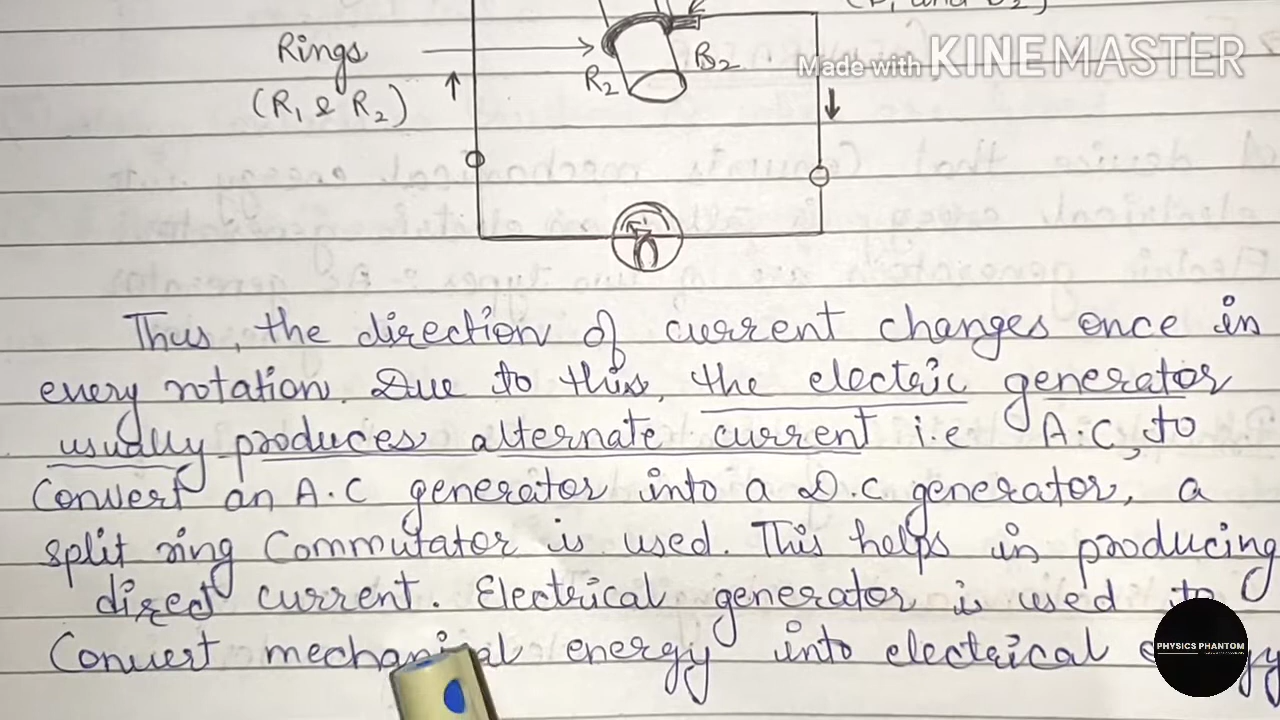 (B1 and B2)
Made with KINEMASTER
Rings
(R1 & R2)
R2
B2
Thus, the direction of current changes once in
every rotation. Due to this, the electric generator
usually produces alternate current i.e A.C, to
Convert an A.C generator into a D.C generator, a
split ring Commutator is used. This helps in producing
direct current. Electrical generator is used to
Convert mechanical energy into electrical
PHYSICS PHANTOM